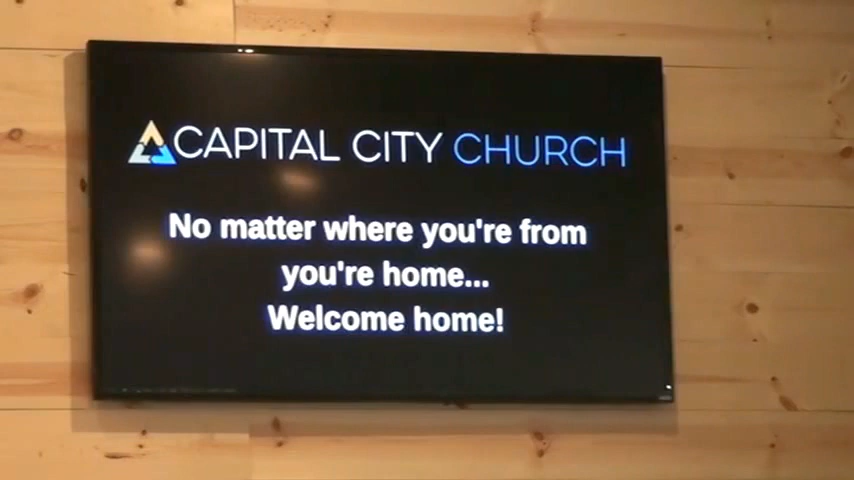 CAPITAL CITY CHURCH
No matter where you're from
you're home...
Welcome home!